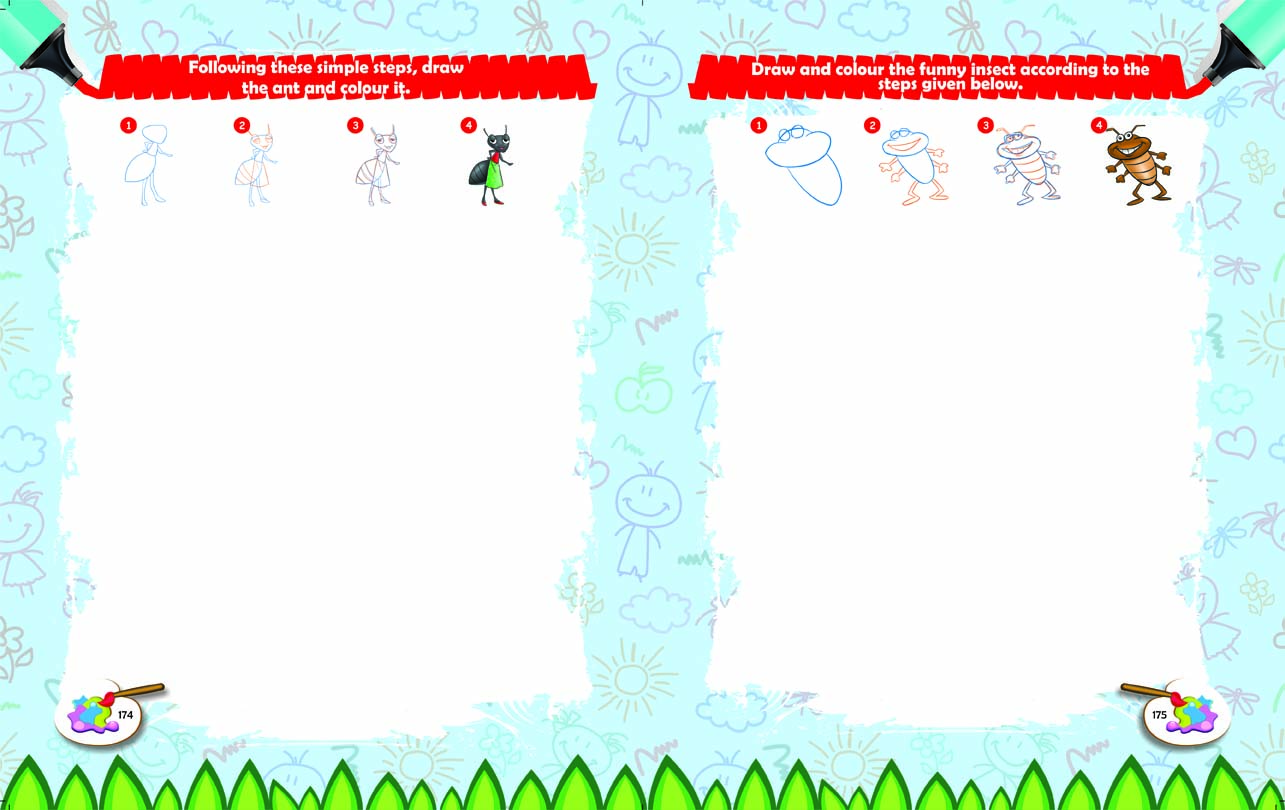 Following these simple steps, draw
the ant and colour it.
1 2 3 4
174
Draw and colour the funny insect according to the
steps given below.
1 2 3 4
175